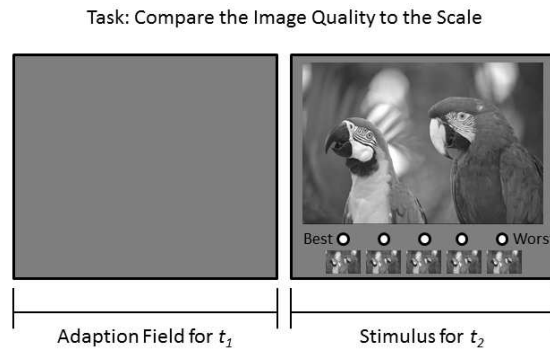 Task: Compare the Image Quality to the Scale
Best Wors
Adaption Field for t1
Stimulus for t2